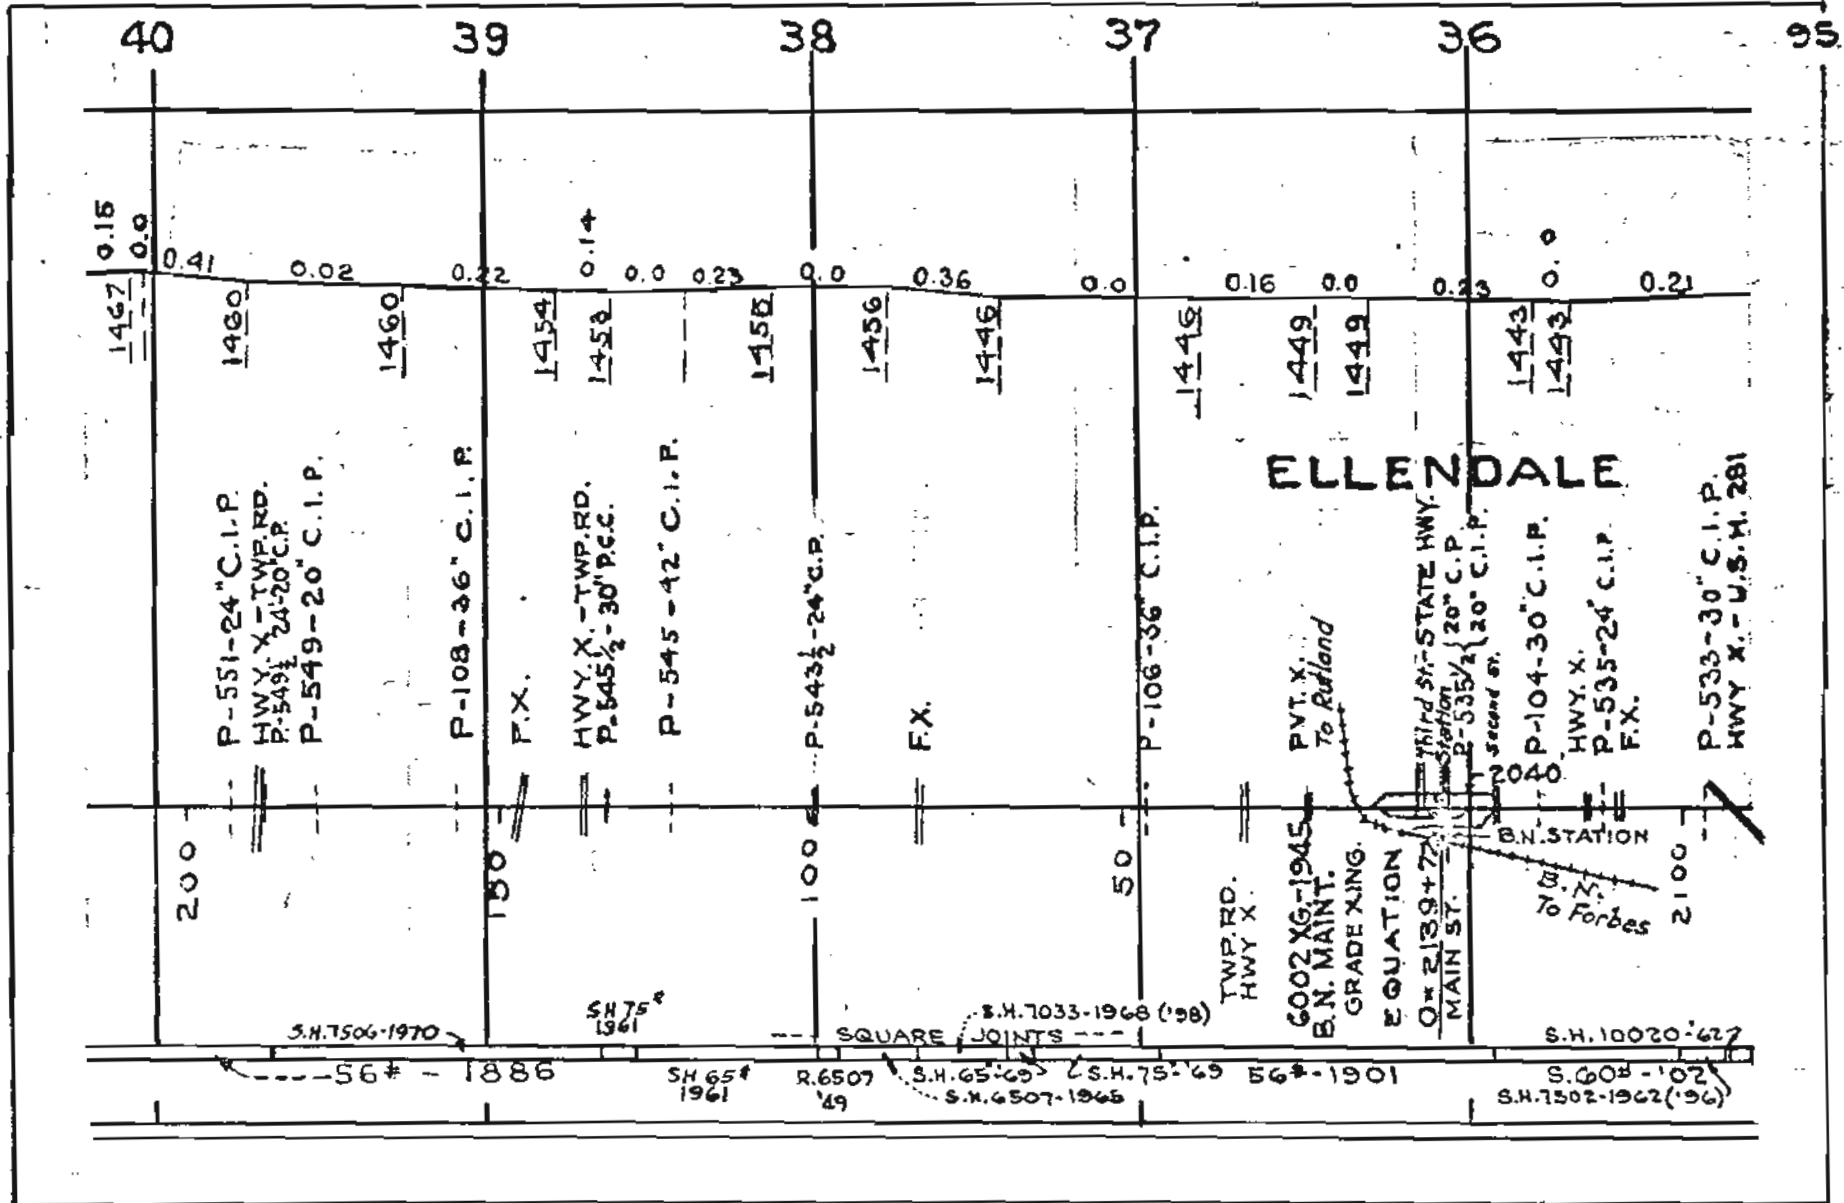 40 39 38 37 36 95
0.15
0.0
0.41
0.02
0.22
0.14
0.0
0.23
0.0
0.36
0.0
0.16
0.0
0.23
0.0
0.21
1467
1460
1460
1454
1453
1458
1456
1446
1446
1449
1449
1443
1443
ELLENDALE
P-551-24" C.I.P.
HWY. X.-TWP.RD.
P-549½ 24'-20" C.P.
P-549-20" C.I.P.
P-108-36" C.I.P.
F.X.
HWY. X.-TWP.RD.
P-545½-30" P.C.C.
P-545-42" C.I.P.
P-543½-24" C.P.
F.X.
P-106-36" C.I.P.
PVT. X.
To Rutland
Third St.-STATE HWY.
Station
P-535½ {20" C.P.
{20" C.I.P.
second st.
P-104-30" C.I.P.
HWY. X.
P-535-24" C.I.P.
F.X.
P-533-30" C.I.P.
HWY X.-U.S.H. 281
2040
B.N. STATION
200
150
100
50
2100
TWP.RD.
HWY X.
6002 XG.-1945
B.N. MAINT.
GRADE XING.
EQUATION
0=2139+7
MAIN ST.
B.N.
To Forbes
S.H.7506-1970
SH 75#
1961
S.H.7033-1968 ('98)
--- SQUARE JOINTS ---
S.H.10020-'62
56# - 1886
SH 65#
1961
R.6507
'49
S.H.65-'69
S.H.6507-1965
S.H.75-'69
56#-1901
S.60#-'02
S.H.7302-1962('96)